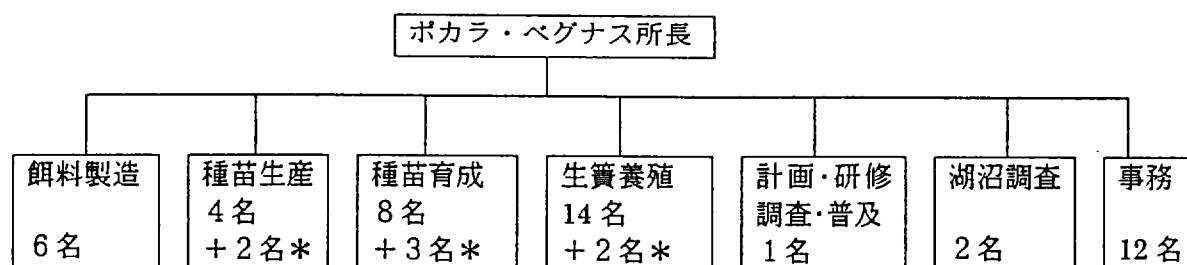 ポカラ・ベグナス所長
餌料製造
6名
種苗生産
4名
+2名*
種苗育成
8名
+3名*
生簀養殖
14名
+2名*
計画・研修
調査・普及
1名
湖沼調査
2名
事務
12名